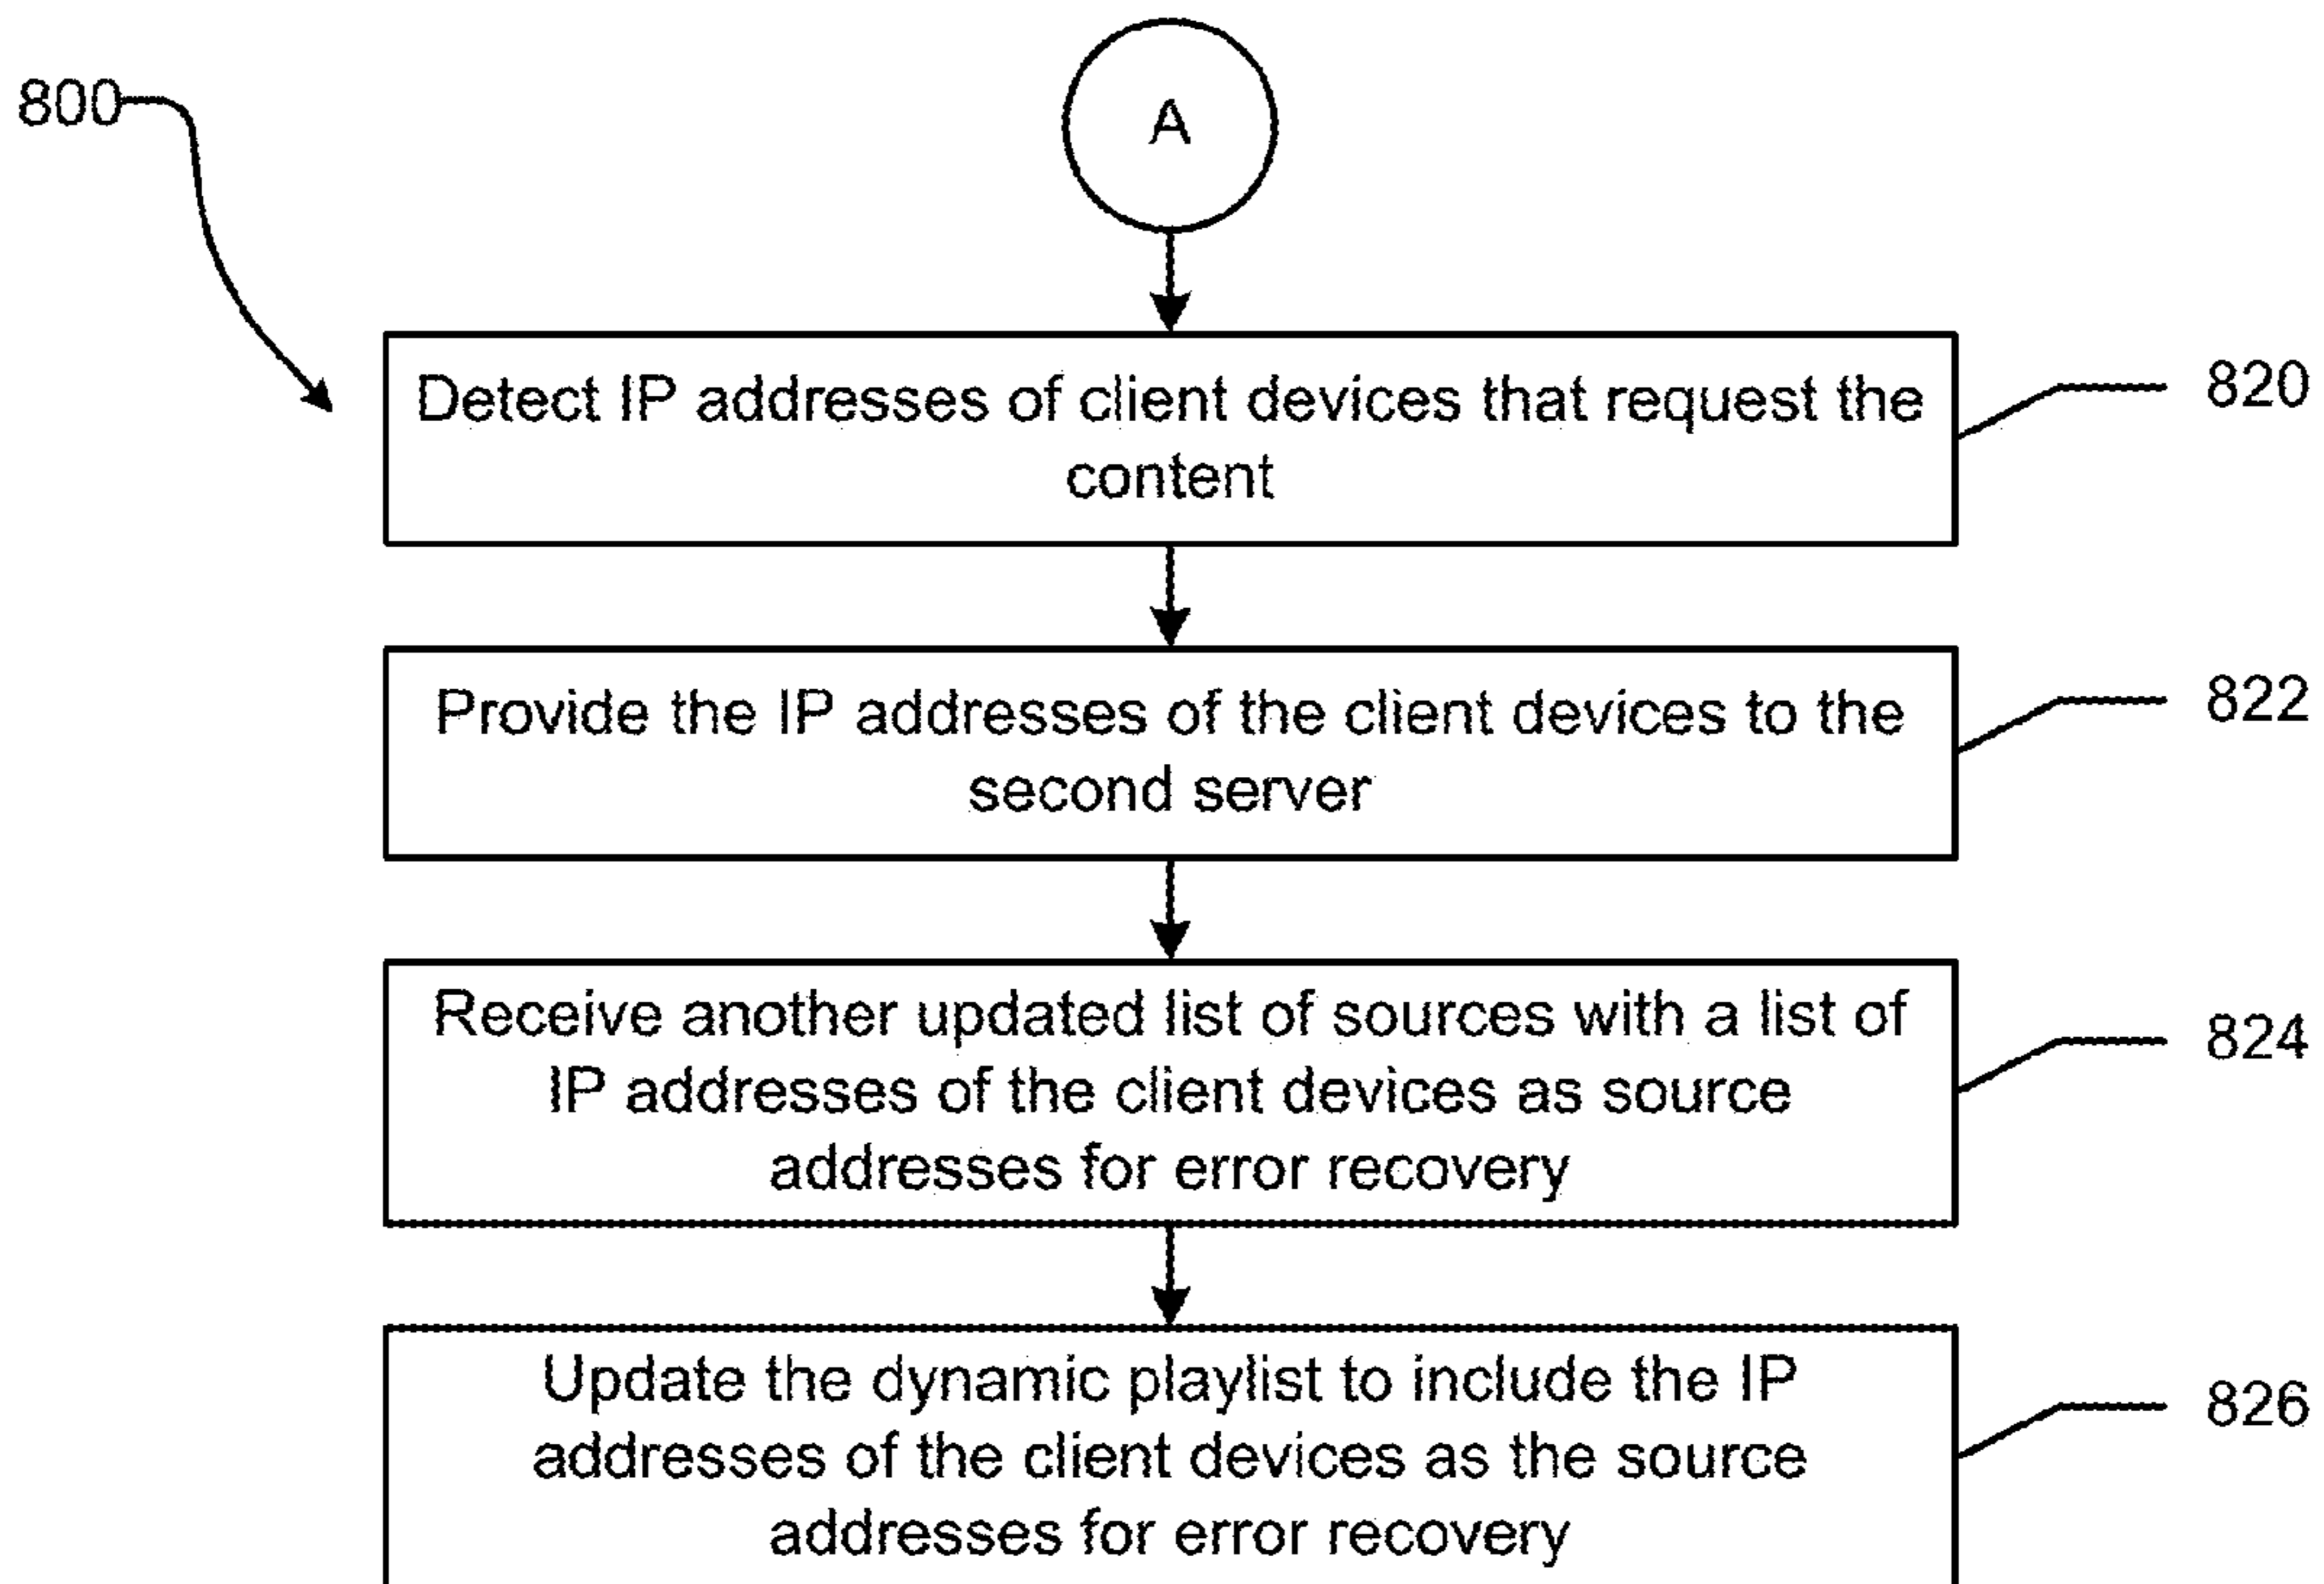 800
A
Detect IP addresses of client devices that request the
content
820
Provide the IP addresses of the client devices to the
second server
822
Receive another updated list of sources with a list of
IP addresses of the client devices as source
addresses for error recovery
824
Update the dynamic playlist to include the IP
addresses of the client devices as the source
addresses for error recovery
826